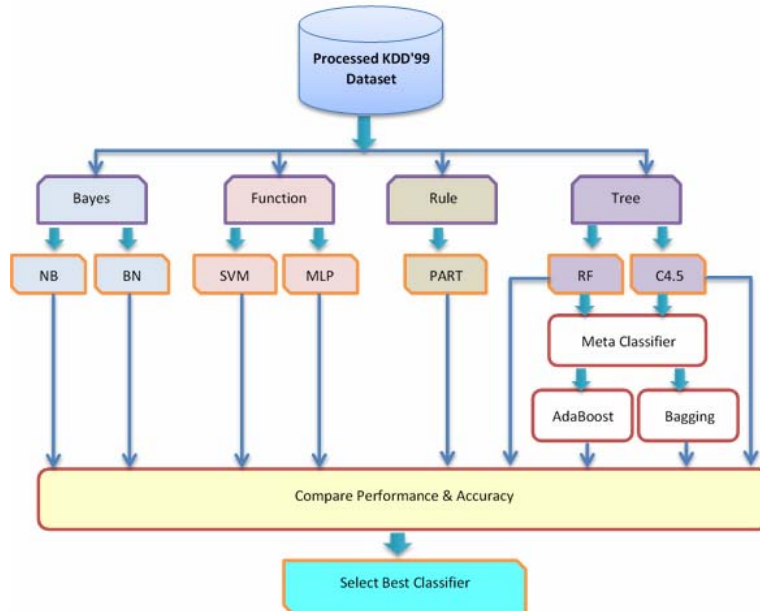 Processed KDD'99
Dataset
Bayes
Function
Rule
Tree
NB
BN
SVM
MLP
PART
RF
C4.5
Meta Classifier
AdaBoost
Bagging
Compare Performance & Accuracy
Select Best Classifier